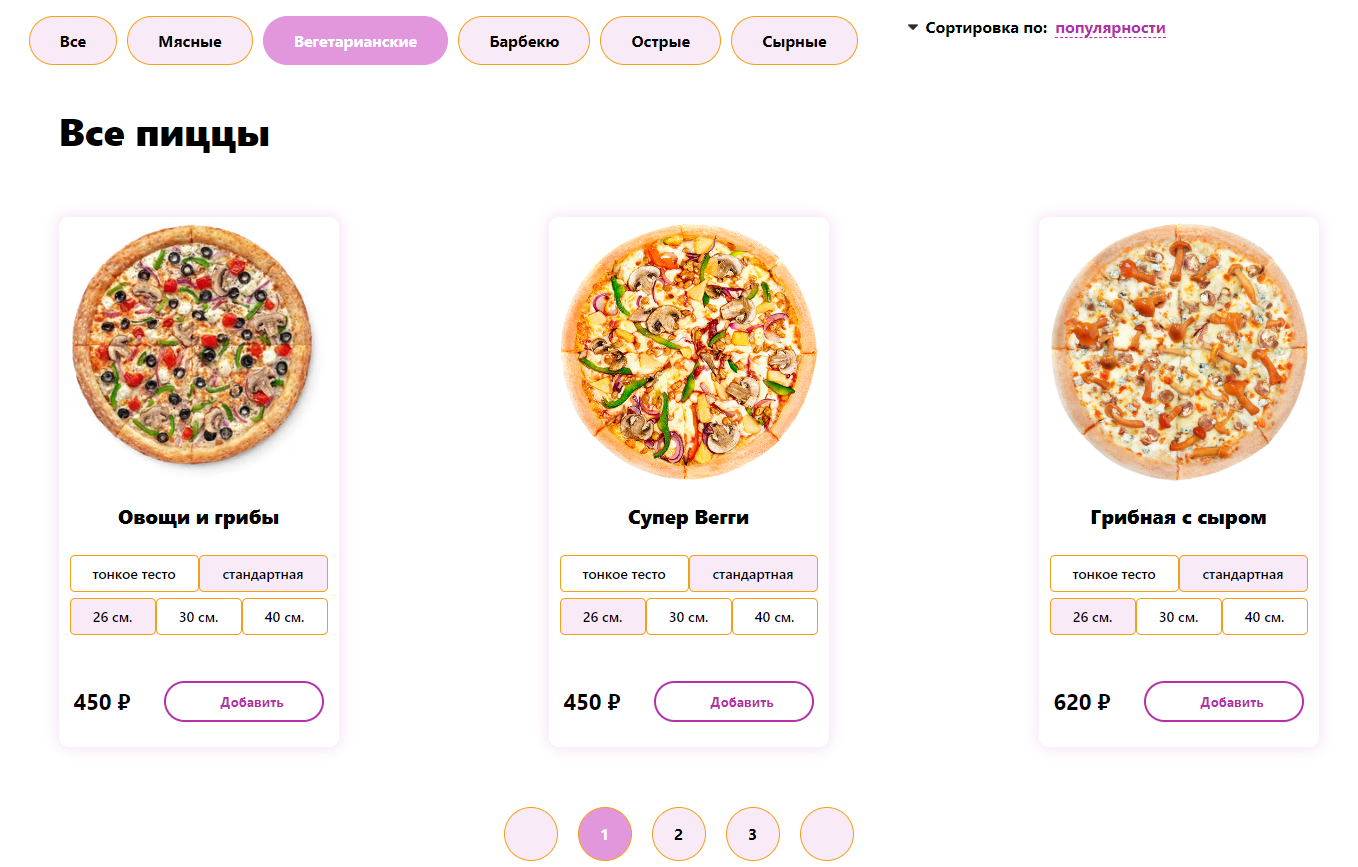 Все Мясные Вегетарианские Барбекю Острые Сырные Сортировка по: популярности
Все пиццы
Овощи и грибы Супер Вегги Грибная с сыром
тонкое тесто стандартная тонкое тесто стандартная тонкое тесто стандартная
26 см. 30 см. 40 см. 26 см. 30 см. 40 см. 26 см. 30 см. 40 см.
450 ₽ Добавить 450 ₽ Добавить 620 ₽ Добавить
1 2 3